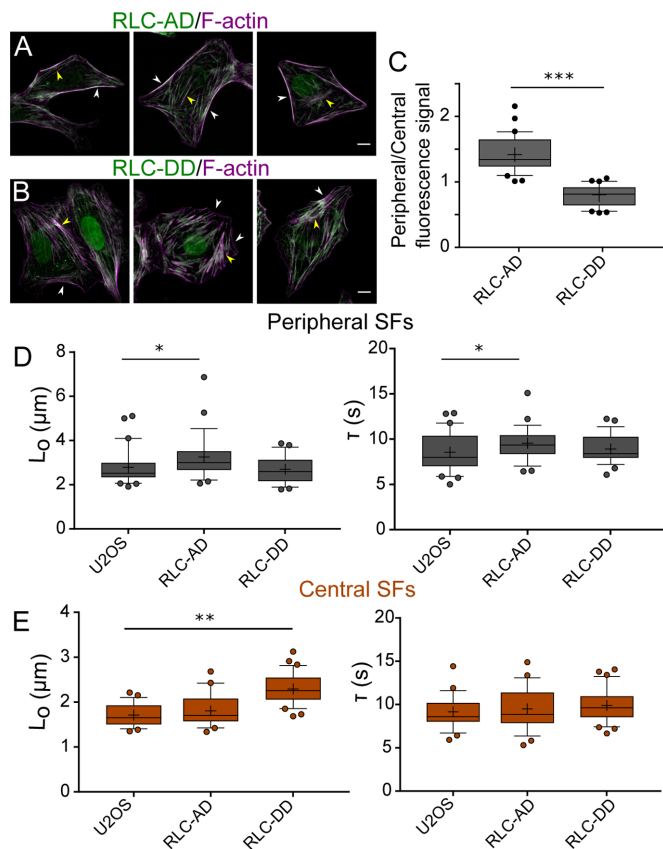 RLC-AD/F-actin
A
RLC-DD/F-actin
B
C
***
Peripheral/Central
fluorescence signal
2
1
0
RLC-AD
RLC-DD
Peripheral SFs
D
*
L₀ (µm)
8
6
4
2
0
U2OS
RLC-AD
RLC-DD
*
τ (s)
20
15
10
5
0
U2OS
RLC-AD
RLC-DD
Central SFs
E
**
L₀ (µm)
4
3
2
1
0
U2OS
RLC-AD
RLC-DD
τ (s)
20
15
10
5
0
U2OS
RLC-AD
RLC-DD